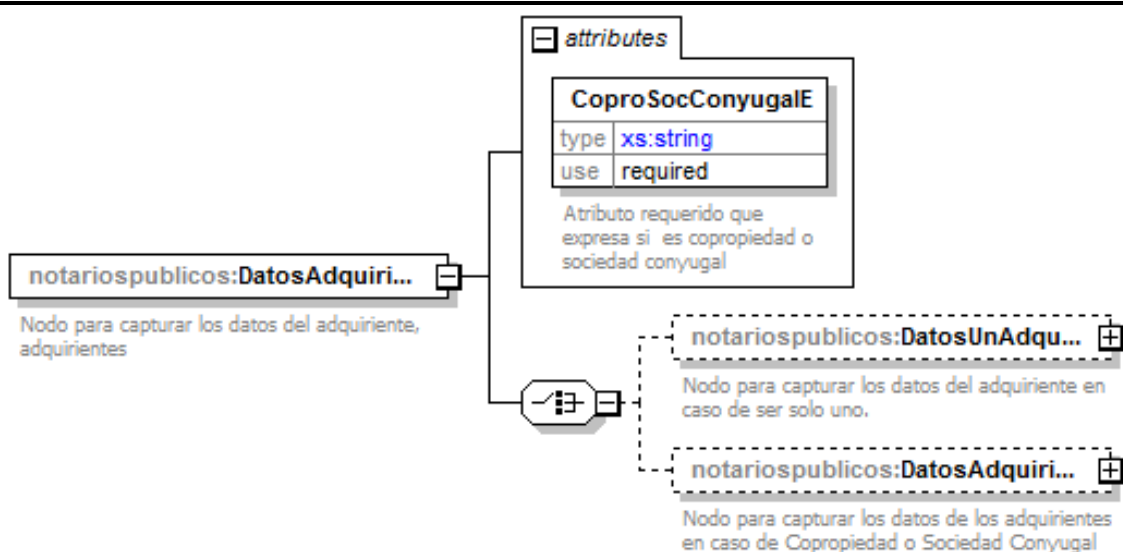 attributes
CoproSocConyugalE
type xs:string
use required
Atributo requerido que
expresa si es copropiedad o
sociedad conyugal
notariospublicos:DatosAdquiri...
Nodo para capturar los datos del adquiriente,
adquirientes
notariospublicos:DatosUnAdqu...
Nodo para capturar los datos del adquiriente en
caso de ser solo uno.
notariospublicos:DatosAdquiri...
Nodo para capturar los datos de los adquirientes
en caso de Copropiedad o Sociedad Conyugal